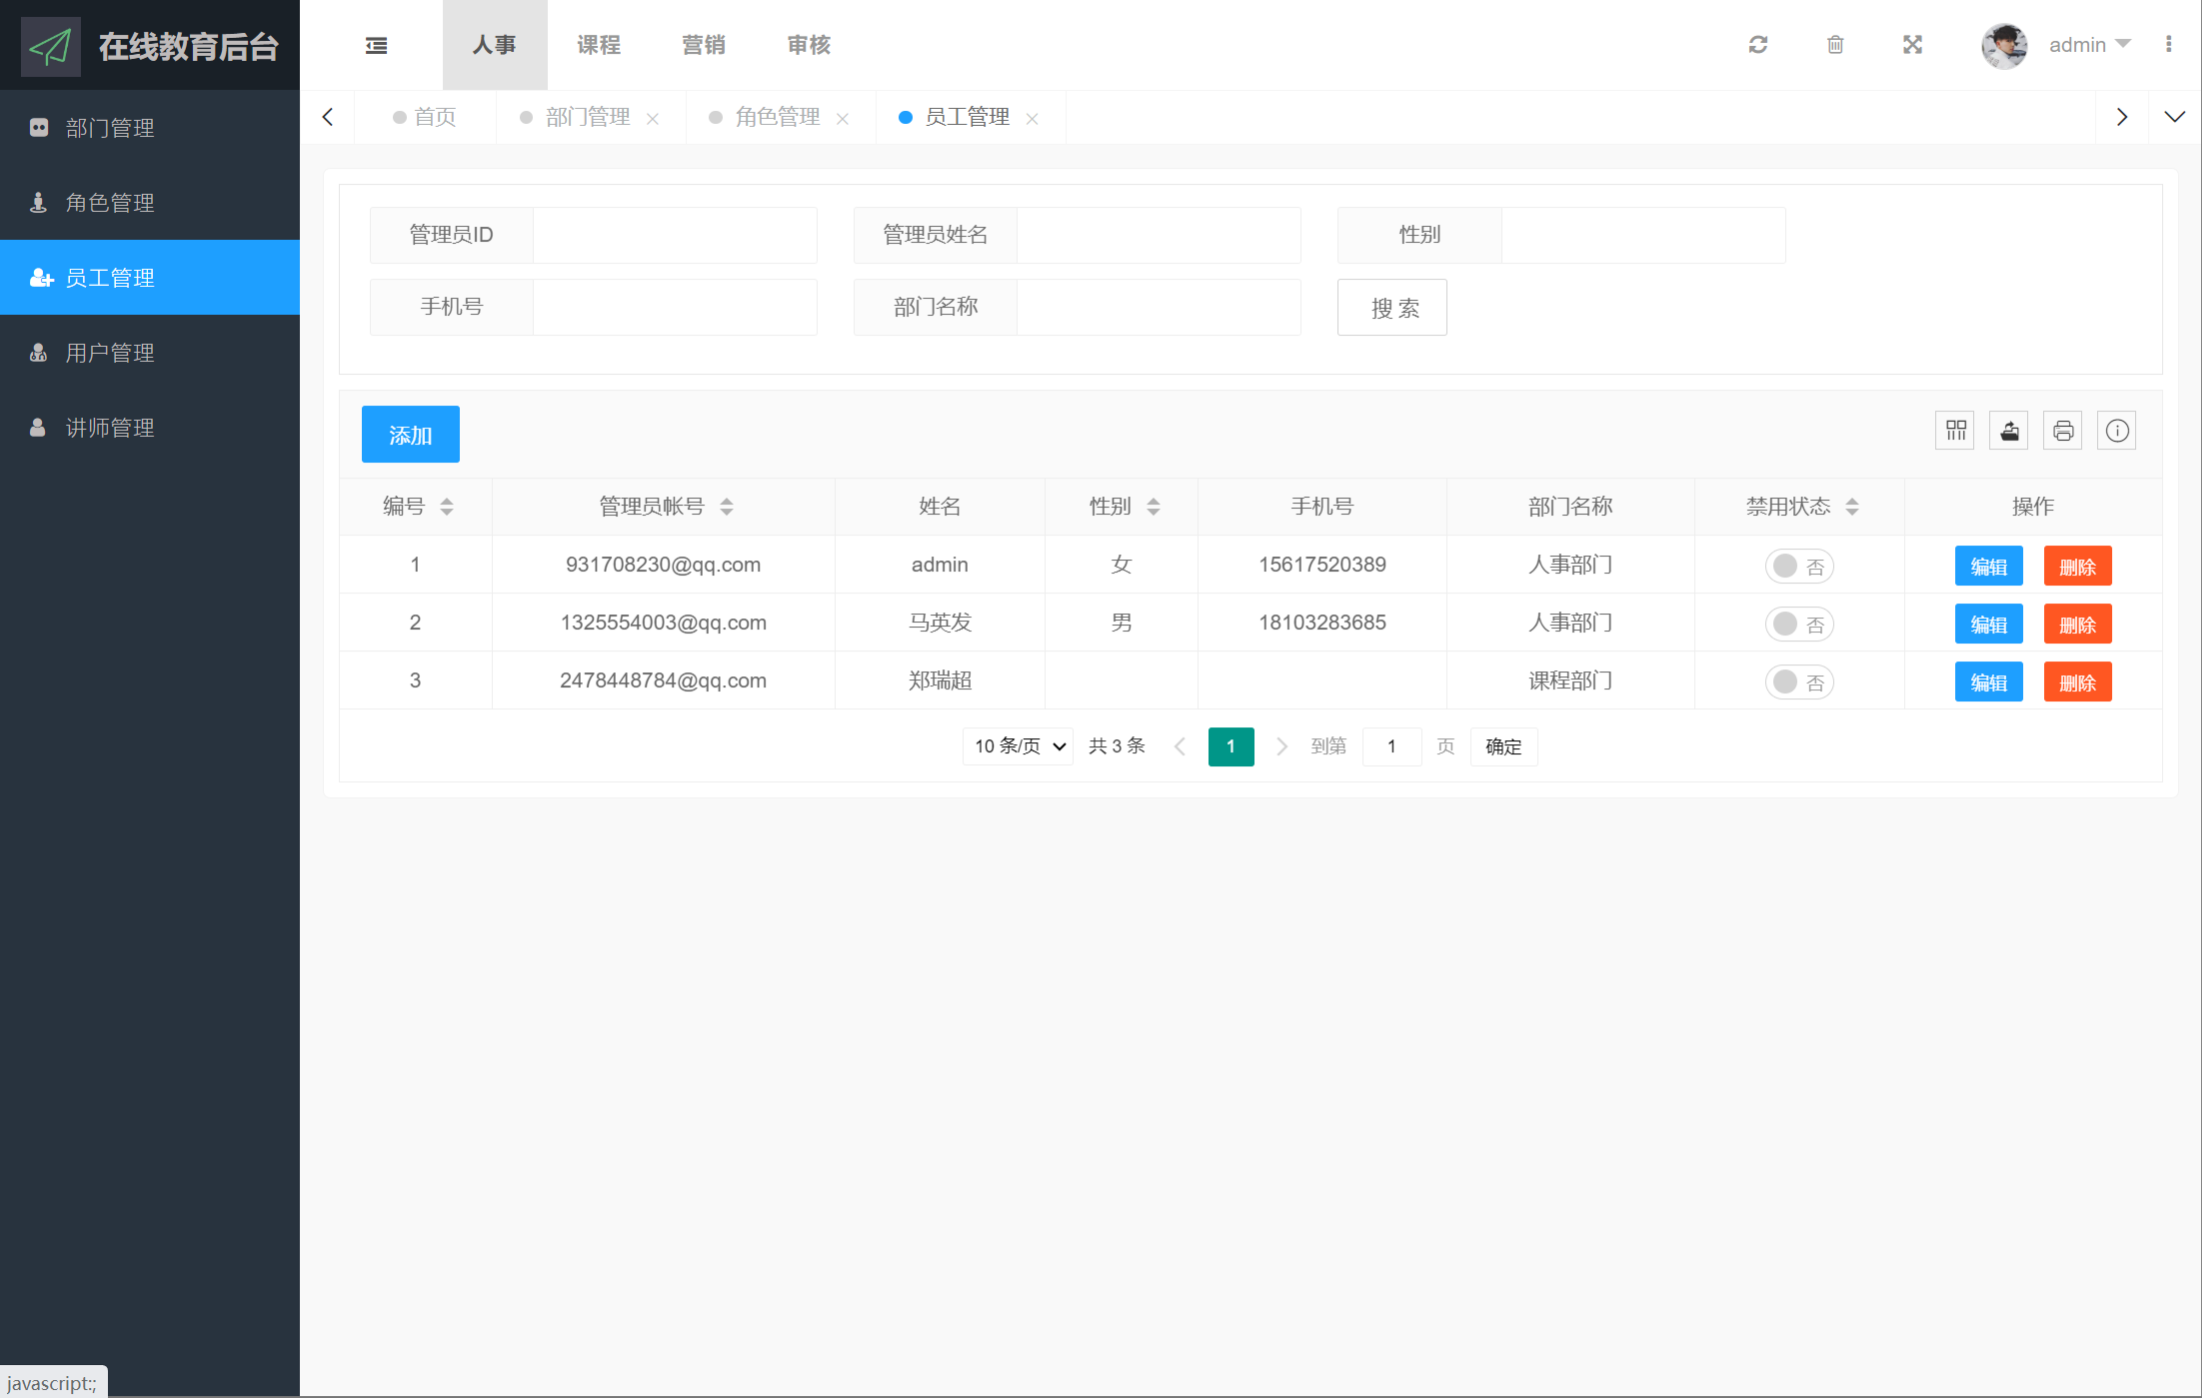 在线教育后台
人事 课程 营销 审核 admin
部门管理
角色管理
员工管理
用户管理
讲师管理
首页 部门管理 角色管理 员工管理
管理员ID 管理员姓名 性别
手机号 部门名称 搜 索
添加
编号 管理员帐号 姓名 性别 手机号 部门名称 禁用状态 操作
1 931708230@qq.com admin 女 15617520389 人事部门 否 编辑 删除
2 1325554003@qq.com 马英发 男 18103283685 人事部门 否 编辑 删除
3 2478448784@qq.com 郑瑞超 课程部门 否 编辑 删除
10 条/页 共 3 条 1 到第 1 页 确定
javascript:;